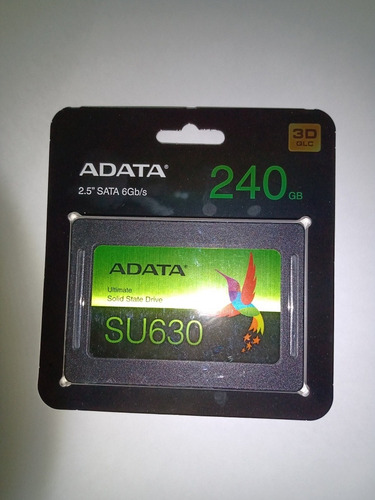 3D
QLC
ADATA®
240 GB
2.5" SATA 6Gb/s
ADATA®
Ultimate
Solid State Drive
SU630